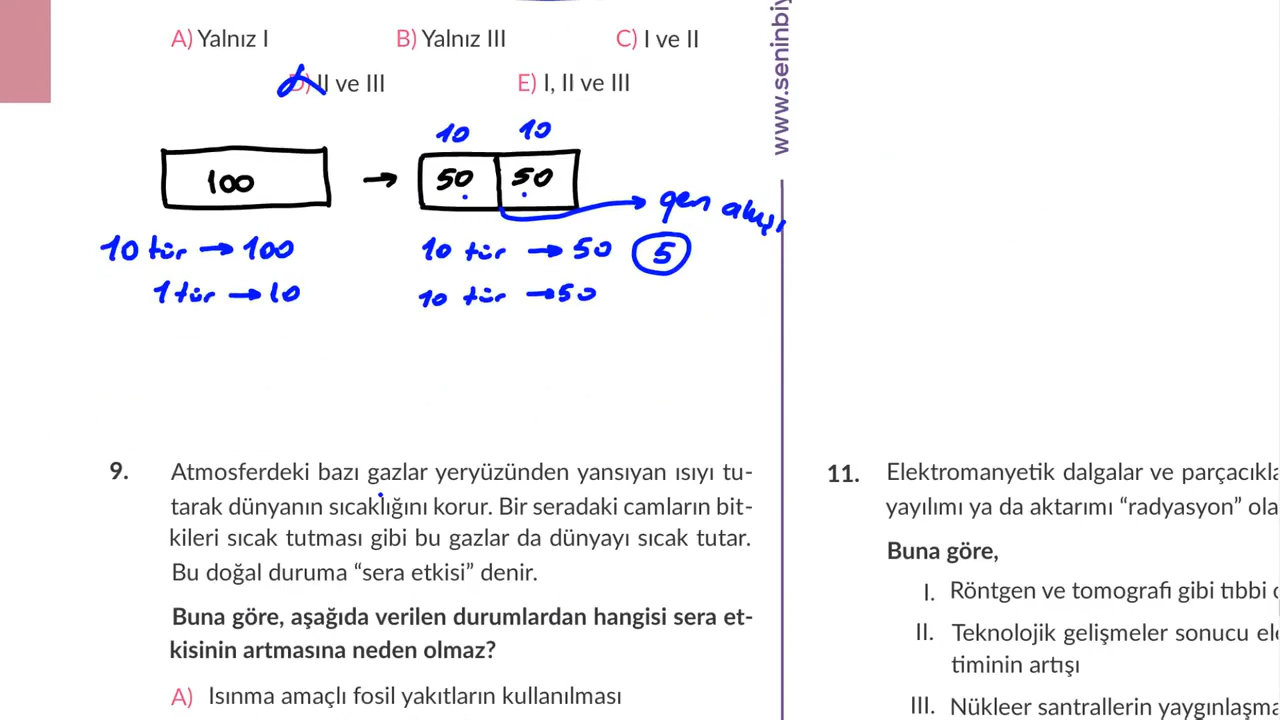 A) Yalnız I
B) Yalnız III
C) I ve II
D) II ve III
E) I, II ve III
www.seninbiy
10 10
100 → 50 50
gen akışı
10 tür → 100
10 tür → 50 5
1 tür → 10
10 tür → 50
9. Atmosferdeki bazı gazlar yeryüzünden yansıyan ısıyı tu-
tarak dünyanın sıcaklığını korur. Bir seradaki camların bit-
kileri sıcak tutması gibi bu gazlar da dünyayı sıcak tutar.
Bu doğal duruma “sera etkisi” denir.
Buna göre, aşağıda verilen durumlardan hangisi sera et-
kisinin artmasına neden olmaz?
A) Isınma amaçlı fosil yakıtların kullanılması
11. Elektromanyetik dalgalar ve parçacıkla
yayılımı ya da aktarımı “radyasyon” ola
Buna göre,
I. Röntgen ve tomografi gibi tıbbi
II. Teknolojik gelişmeler sonucu ele
timinin artışı
III. Nükleer santrallerin yaygınlaşma